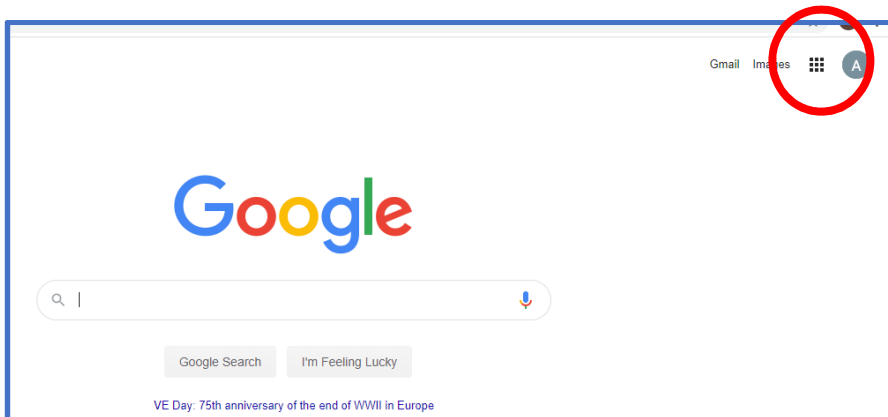 Gmail Images A
Google
Google Search I'm Feeling Lucky
VE Day: 75th anniversary of the end of WWII in Europe